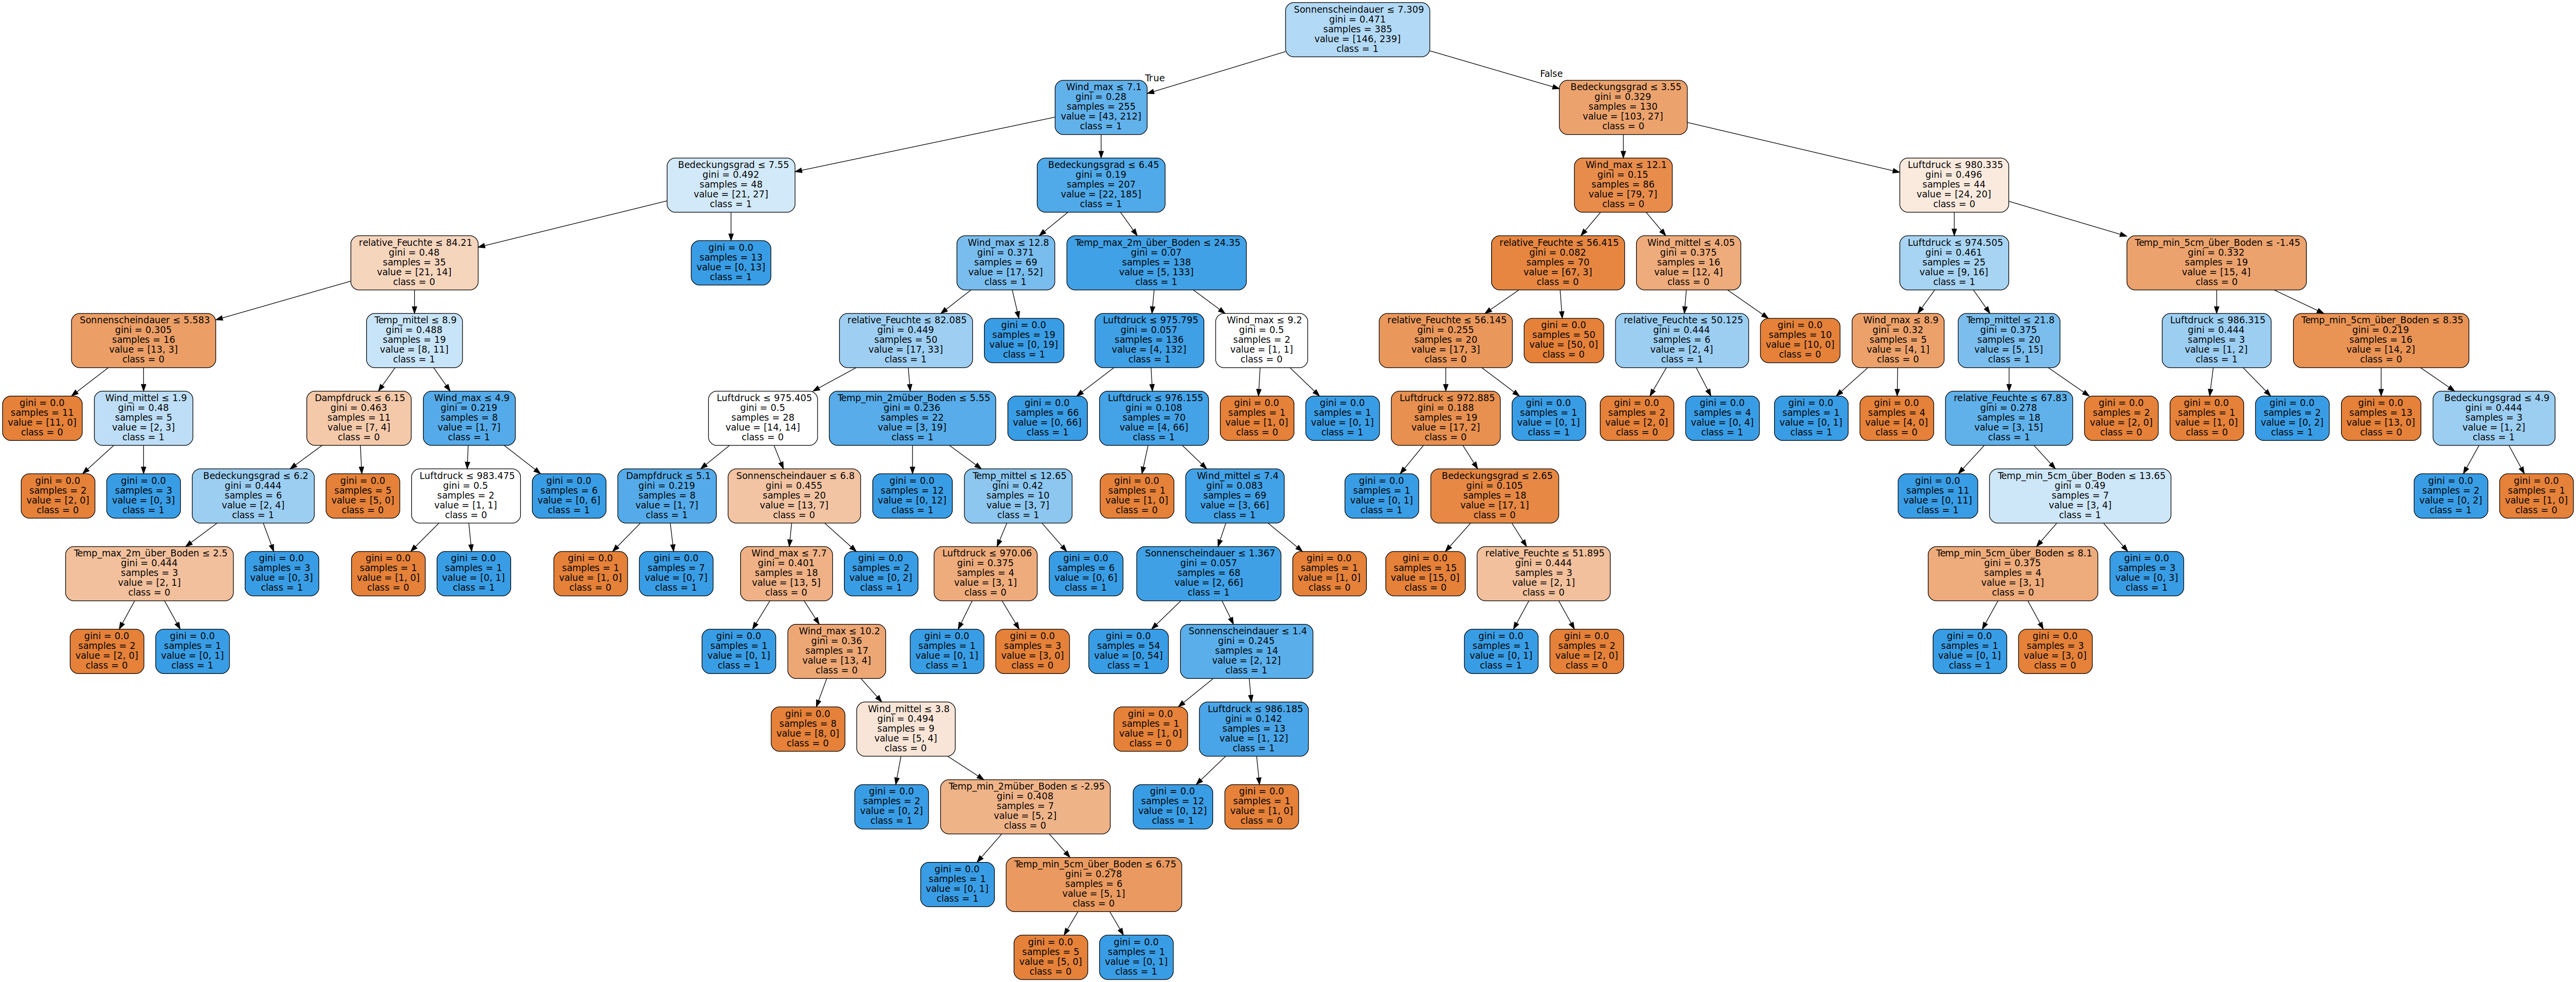 Sonnenscheindauer ≤ 7.309
gini = 0.471
samples = 385
value = [146, 239]
class = 1
True
False
Wind_max ≤ 7.1
gini = 0.28
samples = 255
value = [43, 212]
class = 1
Bedeckungsgrad ≤ 3.55
gini = 0.329
samples = 130
value = [103, 27]
class = 0
Bedeckungsgrad ≤ 7.55
gini = 0.492
samples = 48
value = [21, 27]
class = 1
Bedeckungsgrad ≤ 6.45
gini = 0.19
samples = 207
value = [22, 185]
class = 1
Wind_max ≤ 12.1
gini = 0.15
samples = 86
value = [79, 7]
class = 0
Luftdruck ≤ 980.335
gini = 0.496
samples = 44
value = [24, 20]
class = 0
relative_Feuchte ≤ 84.21
gini = 0.48
samples = 35
value = [21, 14]
class = 0
gini = 0.0
samples = 13
value = [0, 13]
class = 1
Wind_max ≤ 12.8
gini = 0.371
samples = 69
value = [17, 52]
class = 1
Temp_max_2m_über_Boden ≤ 24.35
gini = 0.07
samples = 138
value = [5, 133]
class = 1
relative_Feuchte ≤ 56.415
gini = 0.082
samples = 70
value = [67, 3]
class = 0
Wind_mittel ≤ 4.05
gini = 0.375
samples = 16
value = [12, 4]
class = 0
Luftdruck ≤ 974.505
gini = 0.461
samples = 25
value = [9, 16]
class = 1
Temp_min_5cm_über_Boden ≤ -1.45
gini = 0.332
samples = 19
value = [15, 4]
class = 0
Sonnenscheindauer ≤ 5.583
gini = 0.305
samples = 16
value = [13, 3]
class = 0
Temp_mittel ≤ 8.9
gini = 0.488
samples = 19
value = [8, 11]
class = 1
relative_Feuchte ≤ 82.085
gini = 0.449
samples = 50
value = [17, 33]
class = 1
gini = 0.0
samples = 19
value = [0, 19]
class = 1
Luftdruck ≤ 975.795
gini = 0.057
samples = 136
value = [4, 132]
class = 1
Wind_max ≤ 9.2
gini = 0.5
samples = 2
value = [1, 1]
class = 0
relative_Feuchte ≤ 56.145
gini = 0.255
samples = 20
value = [17, 3]
class = 0
gini = 0.0
samples = 50
value = [50, 0]
class = 0
relative_Feuchte ≤ 50.125
gini = 0.444
samples = 6
value = [2, 4]
class = 1
gini = 0.0
samples = 10
value = [10, 0]
class = 0
Wind_max ≤ 8.9
gini = 0.32
samples = 5
value = [4, 1]
class = 0
Temp_mittel ≤ 21.8
gini = 0.375
samples = 20
value = [5, 15]
class = 1
Luftdruck ≤ 986.315
gini = 0.444
samples = 3
value = [1, 2]
class = 1
Temp_min_5cm_über_Boden ≤ 8.35
gini = 0.219
samples = 16
value = [14, 2]
class = 0
gini = 0.0
samples = 11
value = [11, 0]
class = 0
Wind_mittel ≤ 1.9
gini = 0.48
samples = 5
value = [2, 3]
class = 1
Dampfdruck ≤ 6.15
gini = 0.463
samples = 11
value = [7, 4]
class = 0
Wind_max ≤ 4.9
gini = 0.219
samples = 8
value = [1, 7]
class = 1
Luftdruck ≤ 975.405
gini = 0.5
samples = 28
value = [14, 14]
class = 0
Temp_min_2müber_Boden ≤ 5.55
gini = 0.236
samples = 22
value = [3, 19]
class = 1
gini = 0.0
samples = 66
value = [0, 66]
class = 1
Luftdruck ≤ 976.155
gini = 0.108
samples = 70
value = [4, 66]
class = 1
gini = 0.0
samples = 1
value = [1, 0]
class = 0
gini = 0.0
samples = 1
value = [0, 1]
class = 1
Luftdruck ≤ 972.885
gini = 0.188
samples = 19
value = [17, 2]
class = 0
gini = 0.0
samples = 1
value = [0, 1]
class = 1
gini = 0.0
samples = 2
value = [2, 0]
class = 0
gini = 0.0
samples = 4
value = [0, 4]
class = 1
gini = 0.0
samples = 1
value = [0, 1]
class = 1
gini = 0.0
samples = 4
value = [4, 0]
class = 0
relative_Feuchte ≤ 67.83
gini = 0.278
samples = 18
value = [3, 15]
class = 1
gini = 0.0
samples = 2
value = [2, 0]
class = 0
gini = 0.0
samples = 1
value = [1, 0]
class = 0
gini = 0.0
samples = 2
value = [0, 2]
class = 1
gini = 0.0
samples = 13
value = [13, 0]
class = 0
Bedeckungsgrad ≤ 4.9
gini = 0.444
samples = 3
value = [1, 2]
class = 1
gini = 0.0
samples = 2
value = [2, 0]
class = 0
gini = 0.0
samples = 3
value = [0, 3]
class = 1
Bedeckungsgrad ≤ 6.2
gini = 0.444
samples = 6
value = [2, 4]
class = 1
gini = 0.0
samples = 5
value = [5, 0]
class = 0
Luftdruck ≤ 983.475
gini = 0.5
samples = 2
value = [1, 1]
class = 0
gini = 0.0
samples = 6
value = [0, 6]
class = 1
Dampfdruck ≤ 5.1
gini = 0.219
samples = 8
value = [1, 7]
class = 1
Sonnenscheindauer ≤ 6.8
gini = 0.455
samples = 20
value = [13, 7]
class = 0
gini = 0.0
samples = 12
value = [0, 12]
class = 1
Temp_mittel ≤ 12.65
gini = 0.42
samples = 10
value = [3, 7]
class = 1
gini = 0.0
samples = 1
value = [1, 0]
class = 0
Wind_mittel ≤ 7.4
gini = 0.083
samples = 69
value = [3, 66]
class = 1
gini = 0.0
samples = 1
value = [0, 1]
class = 1
Bedeckungsgrad ≤ 2.65
gini = 0.105
samples = 18
value = [17, 1]
class = 0
gini = 0.0
samples = 11
value = [0, 11]
class = 1
Temp_min_5cm_über_Boden ≤ 13.65
gini = 0.49
samples = 7
value = [3, 4]
class = 1
gini = 0.0
samples = 2
value = [0, 2]
class = 1
gini = 0.0
samples = 1
value = [1, 0]
class = 0
Temp_max_2m_über_Boden ≤ 2.5
gini = 0.444
samples = 3
value = [2, 1]
class = 0
gini = 0.0
samples = 3
value = [0, 3]
class = 1
gini = 0.0
samples = 1
value = [1, 0]
class = 0
gini = 0.0
samples = 1
value = [0, 1]
class = 1
gini = 0.0
samples = 1
value = [1, 0]
class = 0
gini = 0.0
samples = 7
value = [0, 7]
class = 1
Wind_max ≤ 7.7
gini = 0.401
samples = 18
value = [13, 5]
class = 0
gini = 0.0
samples = 2
value = [0, 2]
class = 1
Luftdruck ≤ 970.06
gini = 0.375
samples = 4
value = [3, 1]
class = 0
gini = 0.0
samples = 6
value = [0, 6]
class = 1
Sonnenscheindauer ≤ 1.367
gini = 0.057
samples = 68
value = [2, 66]
class = 1
gini = 0.0
samples = 1
value = [1, 0]
class = 0
gini = 0.0
samples = 15
value = [15, 0]
class = 0
relative_Feuchte ≤ 51.895
gini = 0.444
samples = 3
value = [2, 1]
class = 0
Temp_min_5cm_über_Boden ≤ 8.1
gini = 0.375
samples = 4
value = [3, 1]
class = 0
gini = 0.0
samples = 3
value = [0, 3]
class = 1
gini = 0.0
samples = 2
value = [2, 0]
class = 0
gini = 0.0
samples = 1
value = [0, 1]
class = 1
gini = 0.0
samples = 1
value = [0, 1]
class = 1
Wind_max ≤ 10.2
gini = 0.36
samples = 17
value = [13, 4]
class = 0
gini = 0.0
samples = 1
value = [0, 1]
class = 1
gini = 0.0
samples = 3
value = [3, 0]
class = 0
gini = 0.0
samples = 54
value = [0, 54]
class = 1
Sonnenscheindauer ≤ 1.4
gini = 0.245
samples = 14
value = [2, 12]
class = 1
gini = 0.0
samples = 1
value = [0, 1]
class = 1
gini = 0.0
samples = 2
value = [2, 0]
class = 0
gini = 0.0
samples = 1
value = [0, 1]
class = 1
gini = 0.0
samples = 3
value = [3, 0]
class = 0
gini = 0.0
samples = 8
value = [8, 0]
class = 0
Wind_mittel ≤ 3.8
gini = 0.494
samples = 9
value = [5, 4]
class = 0
gini = 0.0
samples = 1
value = [1, 0]
class = 0
Luftdruck ≤ 986.185
gini = 0.142
samples = 13
value = [1, 12]
class = 1
gini = 0.0
samples = 2
value = [0, 2]
class = 1
Temp_min_2müber_Boden ≤ -2.95
gini = 0.408
samples = 7
value = [5, 2]
class = 0
gini = 0.0
samples = 12
value = [0, 12]
class = 1
gini = 0.0
samples = 1
value = [1, 0]
class = 0
gini = 0.0
samples = 1
value = [0, 1]
class = 1
Temp_min_5cm_über_Boden ≤ 6.75
gini = 0.278
samples = 6
value = [5, 1]
class = 0
gini = 0.0
samples = 5
value = [5, 0]
class = 0
gini = 0.0
samples = 1
value = [0, 1]
class = 1